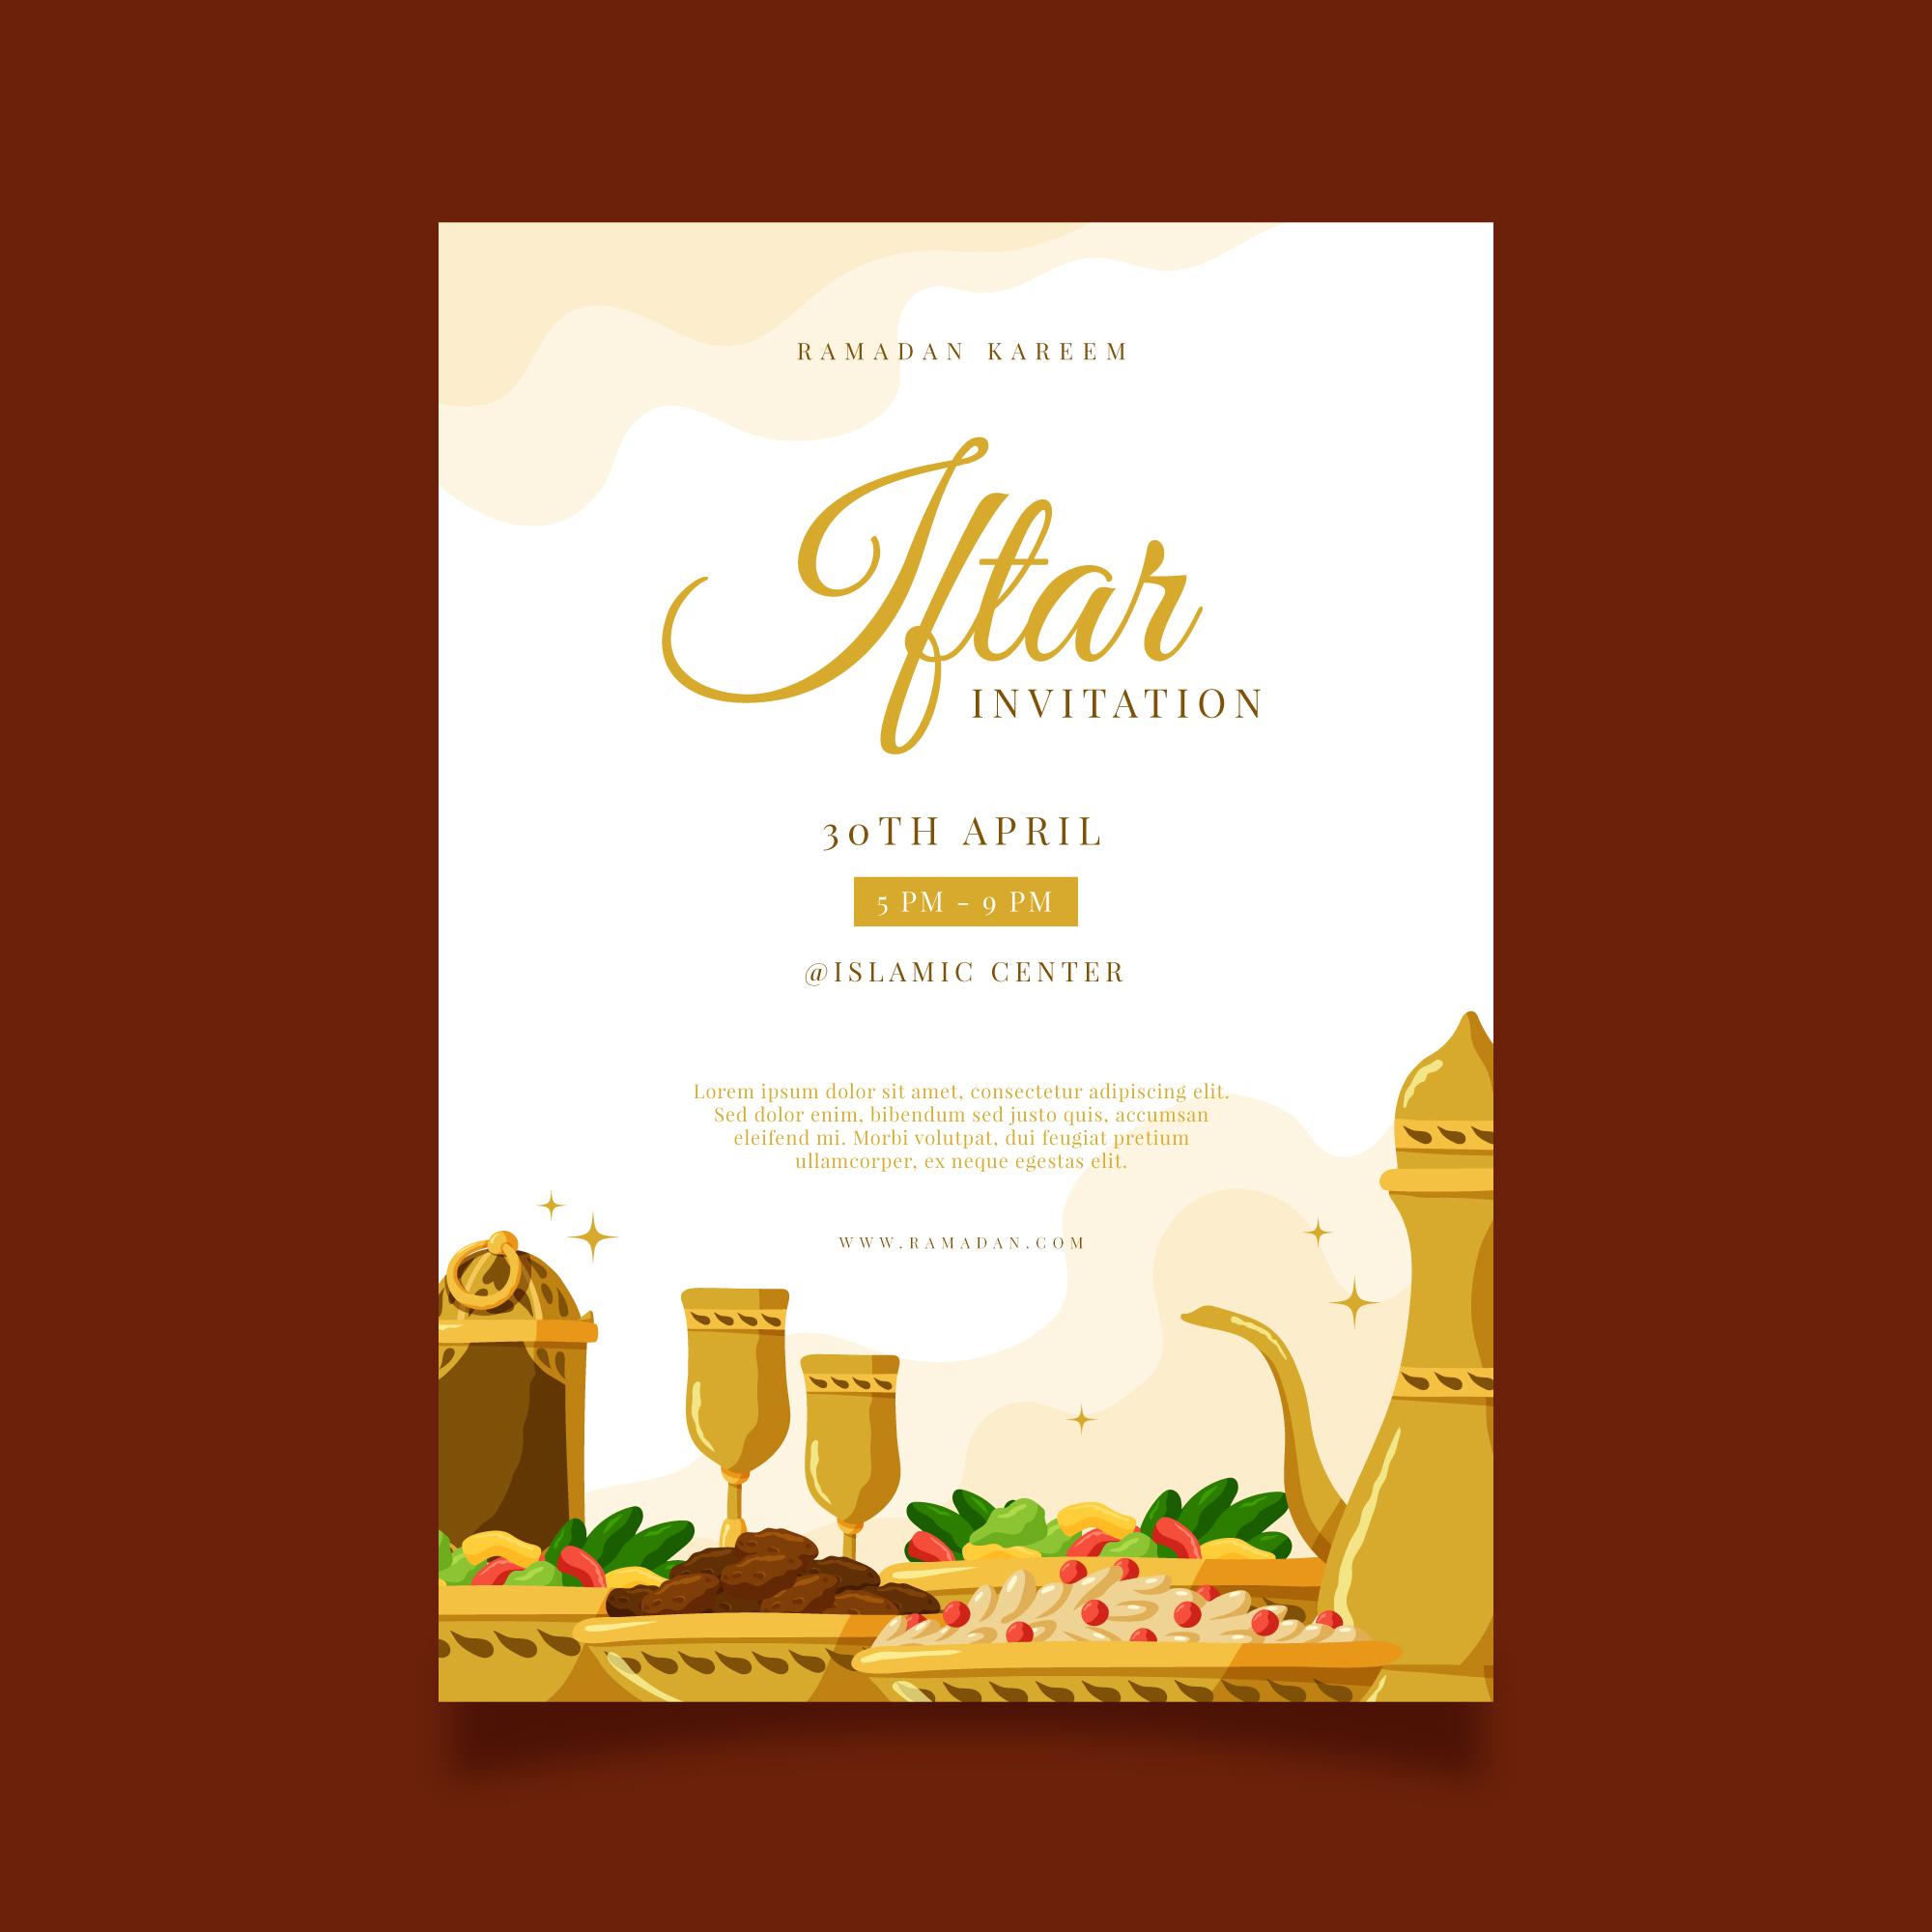 RAMADAN KAREEM
Iftar
INVITATION
30TH APRIL
5 PM - 9 PM
@ISLAMIC CENTER
Lorem ipsum dolor sit amet, consectetur adipiscing elit.
Sed dolor enim, bibendum sed justo quis, accumsan
eleifend mi. Morbi volutpat, dui feugiat pretium
ullamcorper, ex neque egestas elit.
WWW.RAMADAN.COM